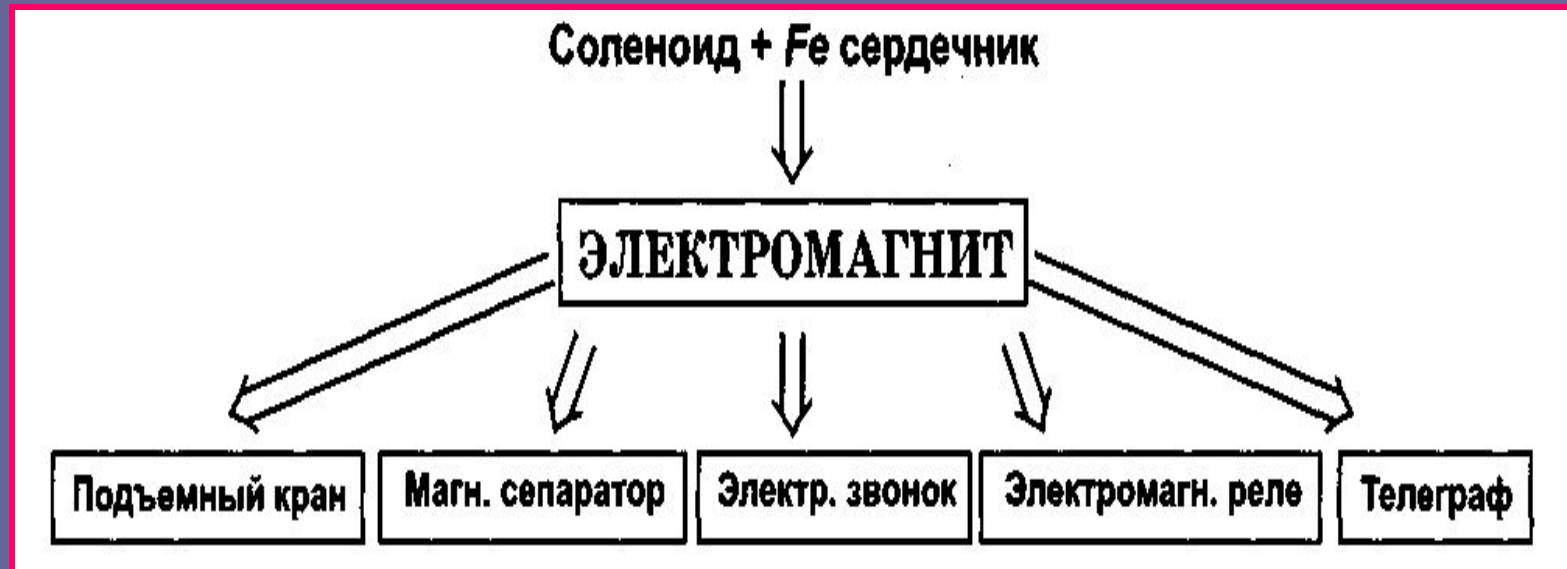 Соленоид + Fe сердечник
ЭЛЕКТРОМАГНИТ
Подъемный кран
Магн. сепаратор
Электр. звонок
Электромагн. реле
Телеграф